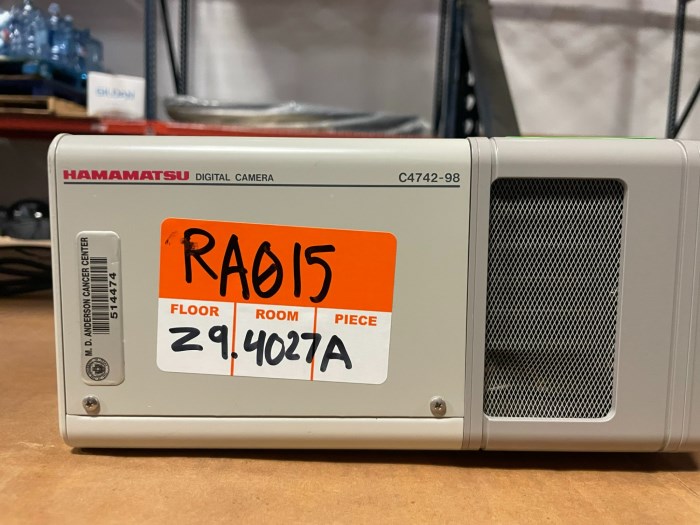 HAMAMATSU DIGITAL CAMERA
C4742-98
M. D. ANDERSON CANCER CENTER
514474
RA015
FLOOR ROOM PIECE
Z9.4027A